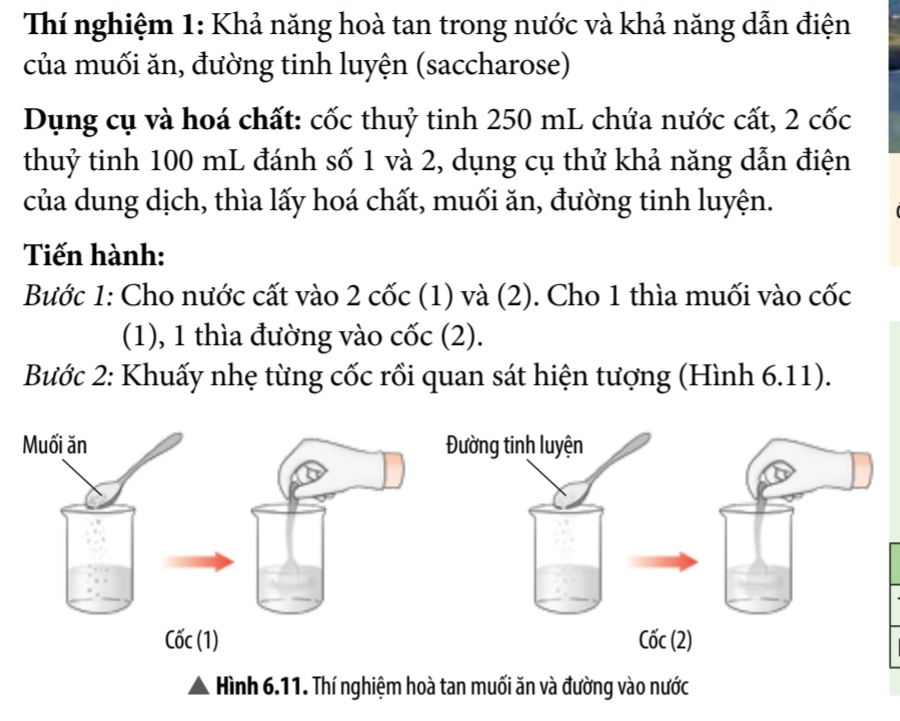 Thí nghiệm 1: Khả năng hoà tan trong nước và khả năng dẫn điện
của muối ăn, đường tinh luyện (saccharose)
Dụng cụ và hoá chất: cốc thuỷ tinh 250 mL chứa nước cất, 2 cốc
thuỷ tinh 100 mL đánh số 1 và 2, dụng cụ thử khả năng dẫn điện
của dung dịch, thìa lấy hoá chất, muối ăn, đường tinh luyện.
Tiến hành:
Bước 1: Cho nước cất vào 2 cốc (1) và (2). Cho 1 thìa muối vào cốc
(1), 1 thìa đường vào cốc (2).
Bước 2: Khuấy nhẹ từng cốc rồi quan sát hiện tượng (Hình 6.11).
Muối ăn
Đường tinh luyện
Cốc (1)
Cốc (2)
▲ Hình 6.11. Thí nghiệm hoà tan muối ăn và đường vào nước